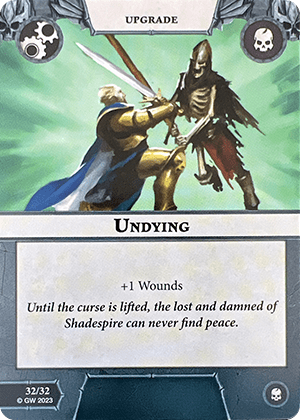 UPGRADE
UNDYING
+1 Wounds
Until the curse is lifted, the lost and damned of
Shadespire can never find peace.
32/32
© GW 2023